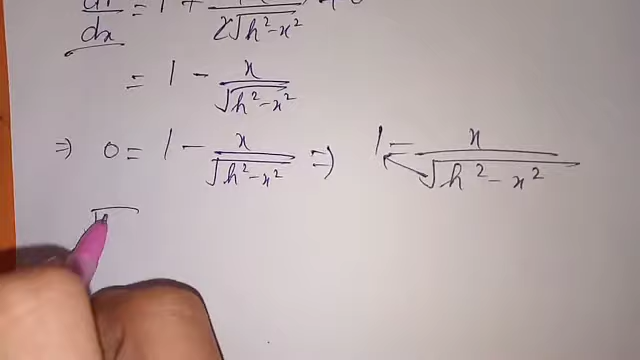 dx = 1 + 2√h²-x²
= 1 - x/√h²-x²
⇒ 0 = 1 - x/√h²-x² ⇒ 1 = x/√h²-x²